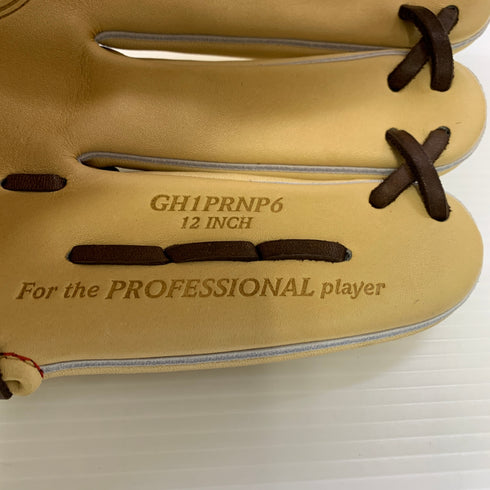 GH1PRNP6
12 INCH
For the PROFESSIONAL player